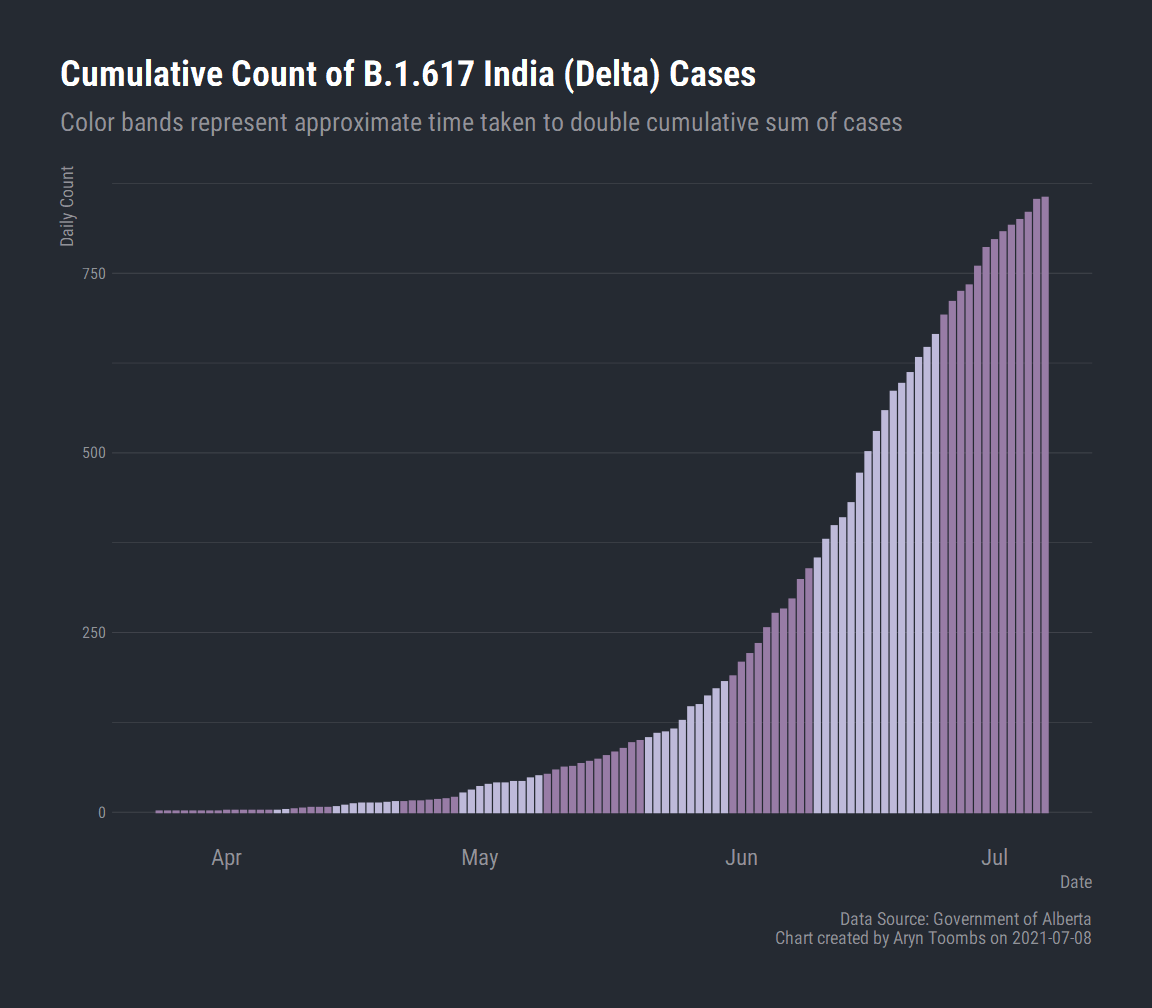 Cumulative Count of B.1.617 India (Delta) Cases
Color bands represent approximate time taken to double cumulative sum of cases
Daily Count
750
500
250
0
Apr May Jun Jul
Date
Data Source: Government of Alberta
Chart created by Aryn Toombs on 2021-07-08